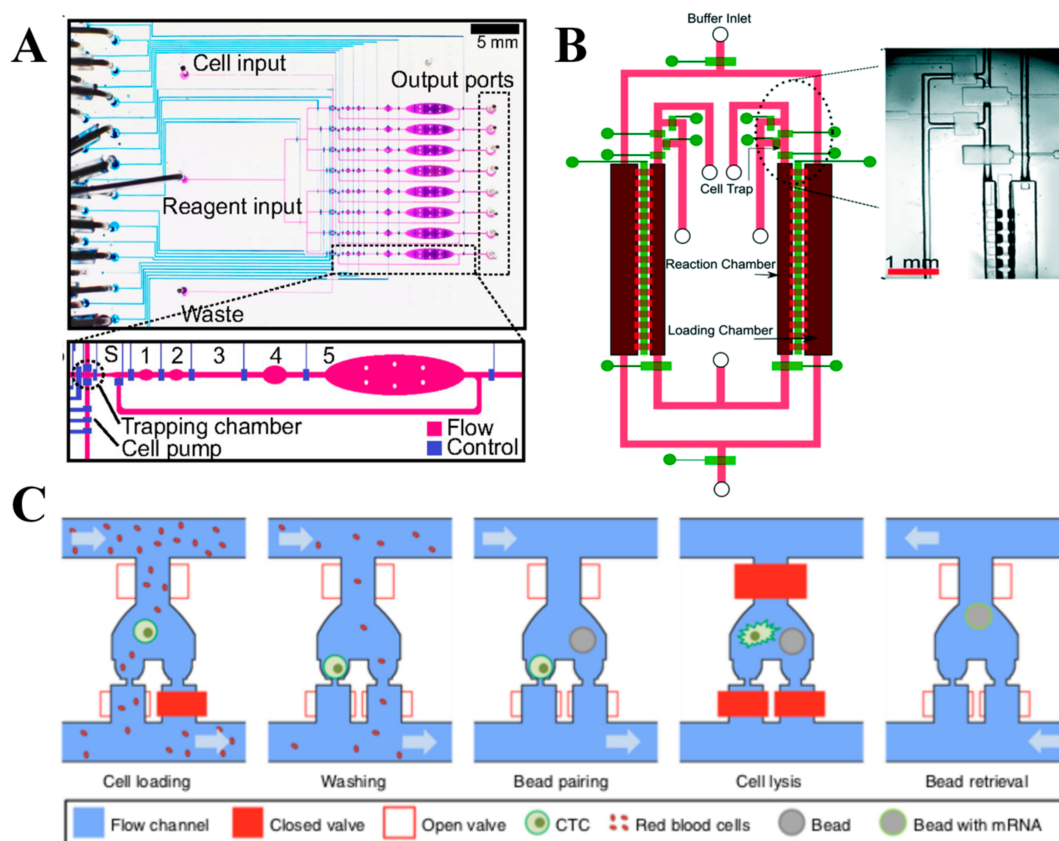 A
5 mm
Cell input
Output ports
Reagent input
Waste
S 1 2 3 4 5
Trapping chamber
Cell pump
Flow
Control
B
Buffer Inlet
Cell Trap
Reaction Chamber
Loading Chamber
1 mm
C
Cell loading
Washing
Bead pairing
Cell lysis
Bead retrieval
Flow channel
Closed valve
Open valve
CTC
Red blood cells
Bead
Bead with mRNA